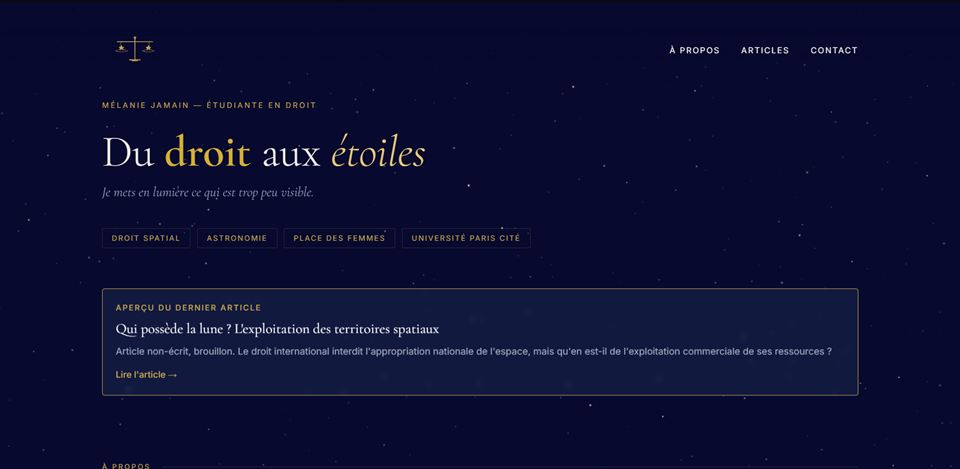 À PROPOS ARTICLES CONTACT
MÉLANIE JAMAIN — ÉTUDIANTE EN DROIT
Du droit aux étoiles
Je mets en lumière ce qui est trop peu visible.
DROIT SPATIAL ASTRONOMIE PLACE DES FEMMES UNIVERSITÉ PARIS CITÉ
APERÇU DU DERNIER ARTICLE
Qui possède la lune ? L'exploitation des territoires spatiaux
Article non-écrit, brouillon. Le droit international interdit l'appropriation nationale de l'espace, mais qu'en est-il de l'exploitation commerciale de ses ressources ?
Lire l'article →
À PROPOS